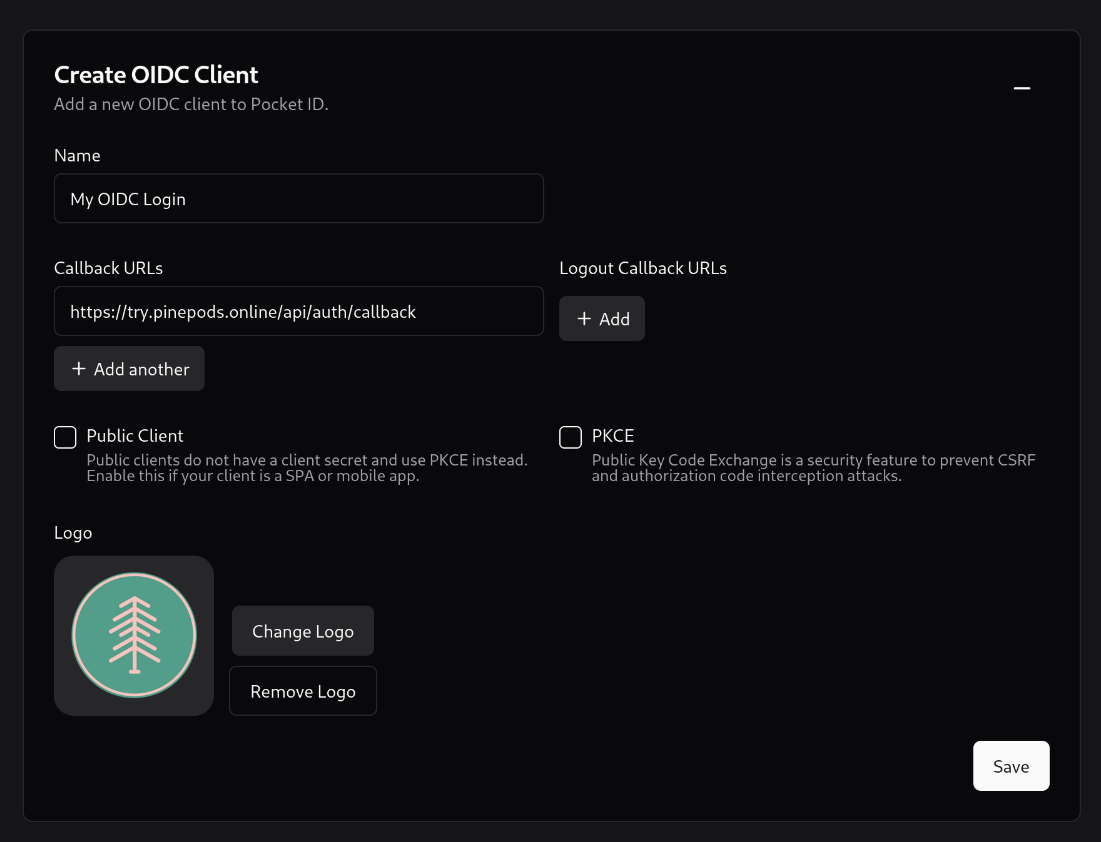 Create OIDC Client
Add a new OIDC client to Pocket ID.
Name
My OIDC Login
Callback URLs
https://try.pinepods.online/api/auth/callback
+ Add another
Logout Callback URLs
+ Add
Public Client
Public clients do not have a client secret and use PKCE instead.
Enable this if your client is a SPA or mobile app.
PKCE
Public Key Code Exchange is a security feature to prevent CSRF
and authorization code interception attacks.
Logo
Change Logo
Remove Logo
Save